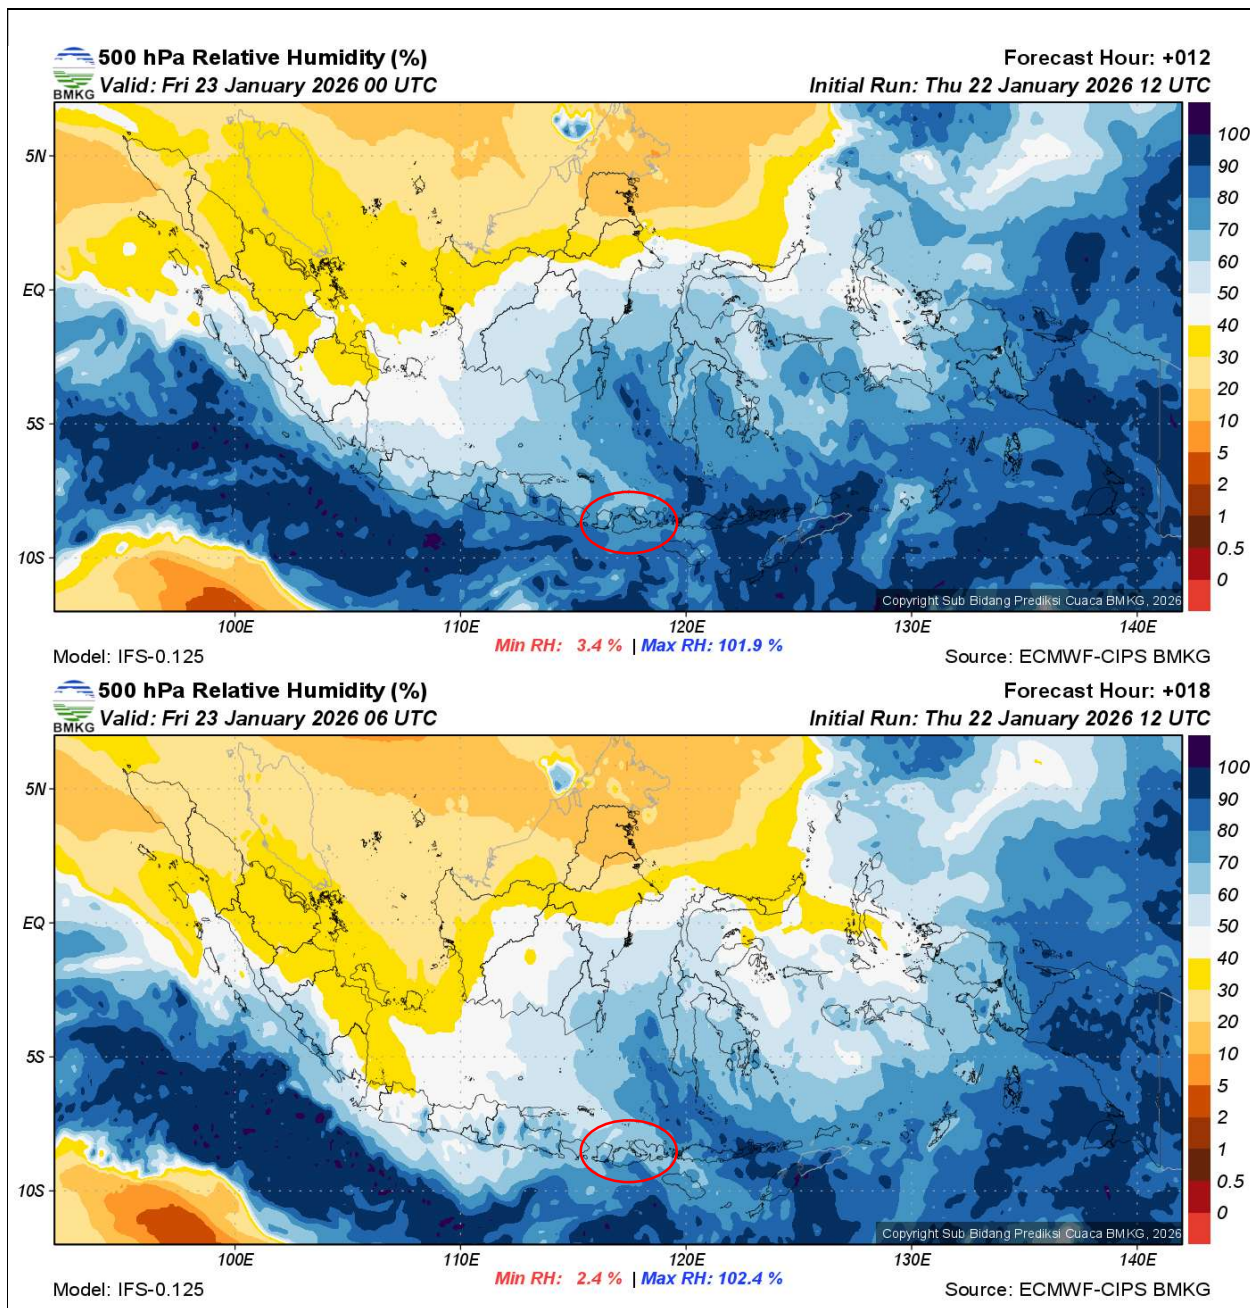 500 hPa Relative Humidity (%)
Forecast Hour: +012
BMKG
Valid: Fri 23 January 2026 00 UTC
Initial Run: Thu 22 January 2026 12 UTC
5N
EQ
5S
10S
100
90
80
70
60
50
40
30
20
10
5
2
1
0.5
0
Copyright Sub Bidang Prediksi Cuaca BMKG, 2026
100E
110E
120E
130E
140E
Min RH: 3.4 % | Max RH: 101.9 %
Model: IFS-0.125
Source: ECMWF-CIPS BMKG
500 hPa Relative Humidity (%)
Forecast Hour: +018
BMKG
Valid: Fri 23 January 2026 06 UTC
Initial Run: Thu 22 January 2026 12 UTC
5N
EQ
5S
10S
100
90
80
70
60
50
40
30
20
10
5
2
1
0.5
0
Copyright Sub Bidang Prediksi Cuaca BMKG, 2026
100E
110E
120E
130E
140E
Min RH: 2.4 % | Max RH: 102.4 %
Model: IFS-0.125
Source: ECMWF-CIPS BMKG